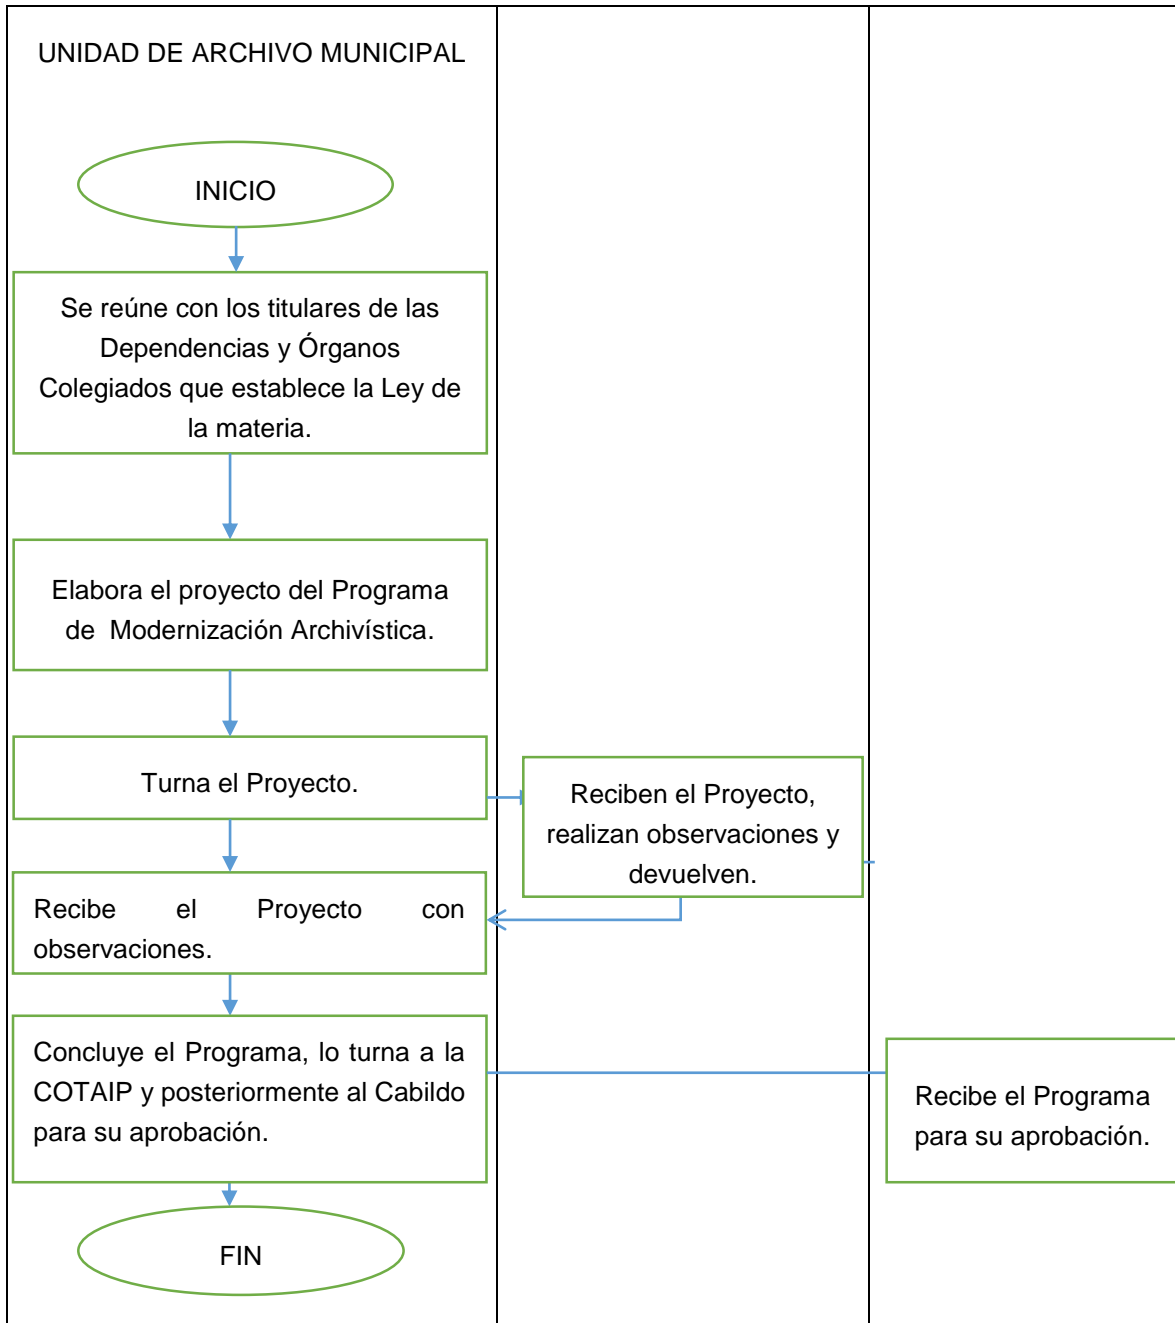 UNIDAD DE ARCHIVO MUNICIPAL
INICIO
Se reúne con los titulares de las
Dependencias y Órganos
Colegiados que establece la Ley de
la materia.
Elabora el proyecto del Programa
de Modernización Archivística.
Turna el Proyecto.
Reciben el Proyecto,
realizan observaciones y
devuelven.
Recibe el Proyecto con
observaciones.
Concluye el Programa, lo turna a la
COTAIP y posteriormente al Cabildo
para su aprobación.
Recibe el Programa
para su aprobación.
FIN